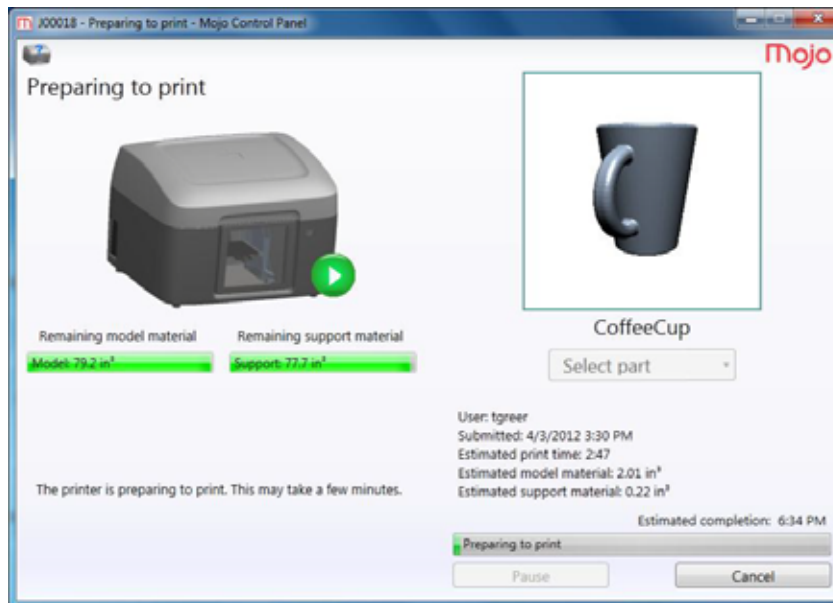 J00018 - Preparing to print - Mojo Control Panel
mojo
Preparing to print
Remaining model material
Remaining support material
Model: 79.2 in³
Support: 77.7 in³
CoffeeCup
Select part
User: tgreer
Submitted: 4/3/2012 3:30 PM
Estimated print time: 2:47
Estimated model material: 2.01 in³
Estimated support material: 0.22 in³
The printer is preparing to print. This may take a few minutes.
Estimated completion: 6:34 PM
Preparing to print
Pause
Cancel